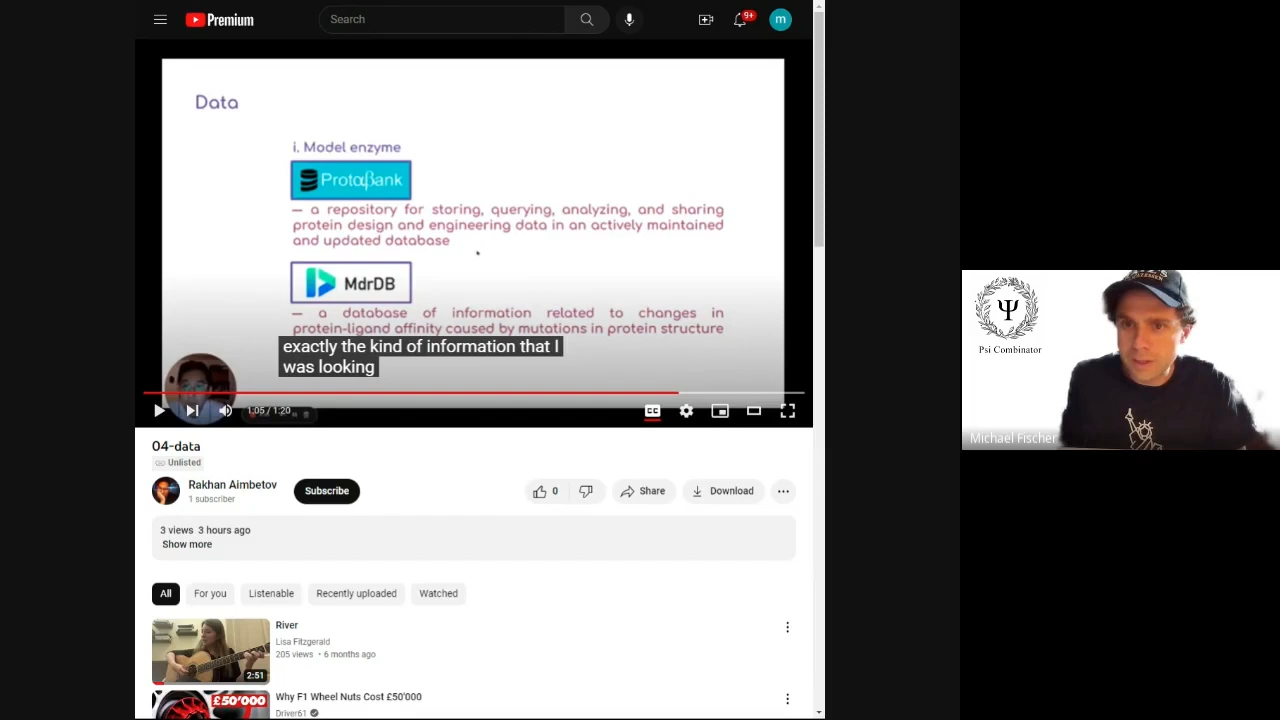 Premium
Search
9+
m
Data
i. Model enzyme
Protαβank
— a repository for storing, querying, analyzing, and sharing
protein design and engineering data in an actively maintained
and updated database
MdrDB
— a database of information related to changes in
protein-ligand affinity caused by mutations in protein structure
exactly the kind of information that I
was looking
1:05 / 1:20
CC
04-data
Unlisted
Rakhan Aimbetov
1 subscriber
Subscribe
0
Share
Download
3 views 3 hours ago
Show more
All
For you
Listenable
Recently uploaded
Watched
River
Lisa Fitzgerald
205 views • 6 months ago
2:51
Why F1 Wheel Nuts Cost £50'000
£50'000
Driver61
Ψ
Psi Combinator
Michael Fischer